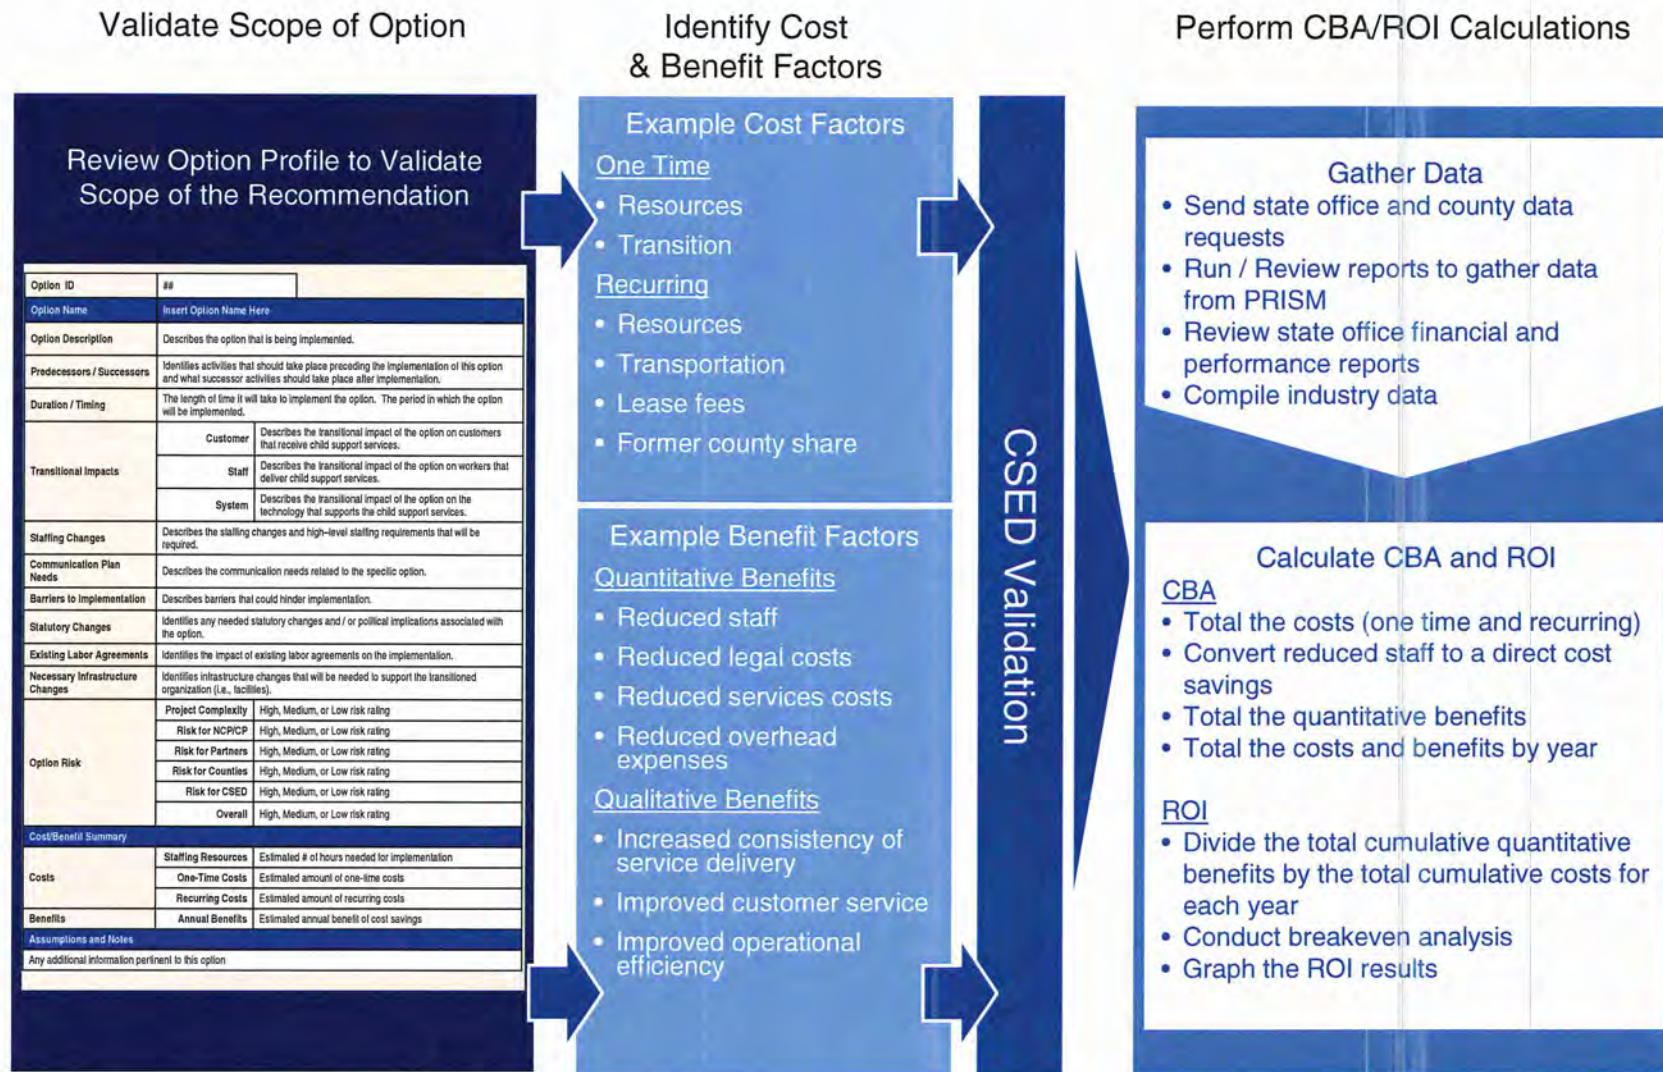 Validate Scope of Option
Identify Cost
& Benefit Factors
Perform CBA/ROI Calculations
Review Option Profile to Validate
Scope of the Recommendation
Option ID
##
Option Name
Insert Option Name Here
Option Description
Describes the option that is being implemented.
Predecessors / Successors
Identifies activities that should take place preceding the implementation of this option
and what successor activities should take place after implementation.
Duration / Timing
The length of time it will take to implement the option. The period in which the option
will be implemented.
Transitional Impacts
Customer
Describes the transitional impact of the option on customers
that receive child support services.
Staff
Describes the transitional impact of the option on workers that
deliver child support services.
System
Describes the transitional impact of the option on the
technology that supports the child support services.
Staffing Changes
Describes the staffing changes and high-level staffing requirements that will be
required.
Communication Plan
Needs
Describes the communication needs related to the specific option.
Barriers to Implementation
Describes barriers that could hinder implementation.
Statutory Changes
Identifies any needed statutory changes and / or political implications associated with
the option.
Existing Labor Agreements
Identifies the impact of existing labor agreements on the implementation.
Necessary Infrastructure
Changes
Identifies infrastructure changes that will be needed to support the transitioned
organization (i.e., facilities).
Option Risk
Project Complexity
High, Medium, or Low risk rating
Risk for NCP/CP
High, Medium, or Low risk rating
Risk for Partners
High, Medium, or Low risk rating
Risk for Counties
High, Medium, or Low risk rating
Risk for CSED
High, Medium, or Low risk rating
Overall
High, Medium, or Low risk rating
Cost/Benefit Summary
Costs
Staffing Resources
Estimated # of hours needed for implementation
One-Time Costs
Estimated amount of one-time costs
Recurring Costs
Estimated amount of recurring costs
Benefits
Annual Benefits
Estimated annual benefit of cost savings
Assumptions and Notes
Any additional information pertinent to this option
Example Cost Factors
One Time
• Resources
• Transition
Recurring
• Resources
• Transportation
• Lease fees
• Former county share
Example Benefit Factors
Quantitative Benefits
• Reduced staff
• Reduced legal costs
• Reduced services costs
• Reduced overhead
expenses
Qualitative Benefits
• Increased consistency of
service delivery
• Improved customer service
• Improved operational
efficiency
CSED Validation
Gather Data
• Send state office and county data
requests
• Run / Review reports to gather data
from PRISM
• Review state office financial and
performance reports
• Compile industry data
Calculate CBA and ROI
CBA
• Total the costs (one time and recurring)
• Convert reduced staff to a direct cost
savings
• Total the quantitative benefits
• Total the costs and benefits by year
ROI
• Divide the total cumulative quantitative
benefits by the total cumulative costs for
each year
• Conduct breakeven analysis
• Graph the ROI results